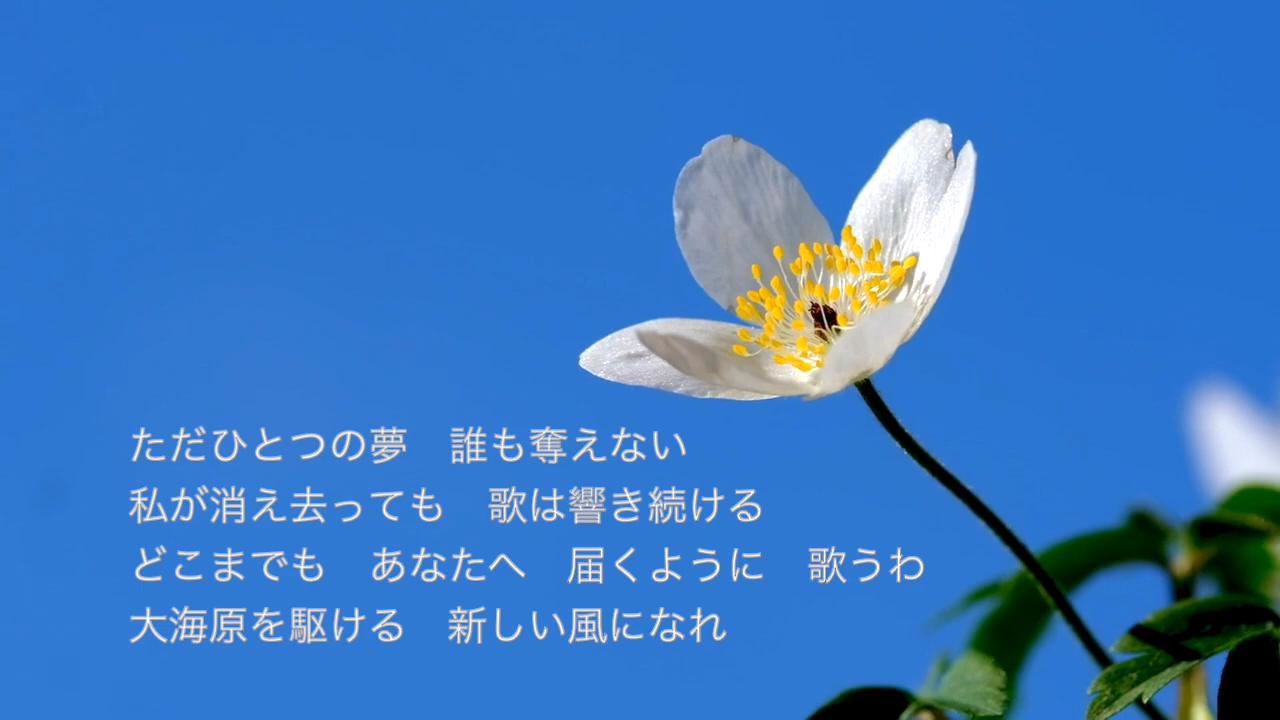 ただひとつの夢　誰も奪えない
私が消え去っても　歌は響き続ける
どこまでも　あなたへ　届くように　歌うわ
大海原を駆ける　新しい風になれ